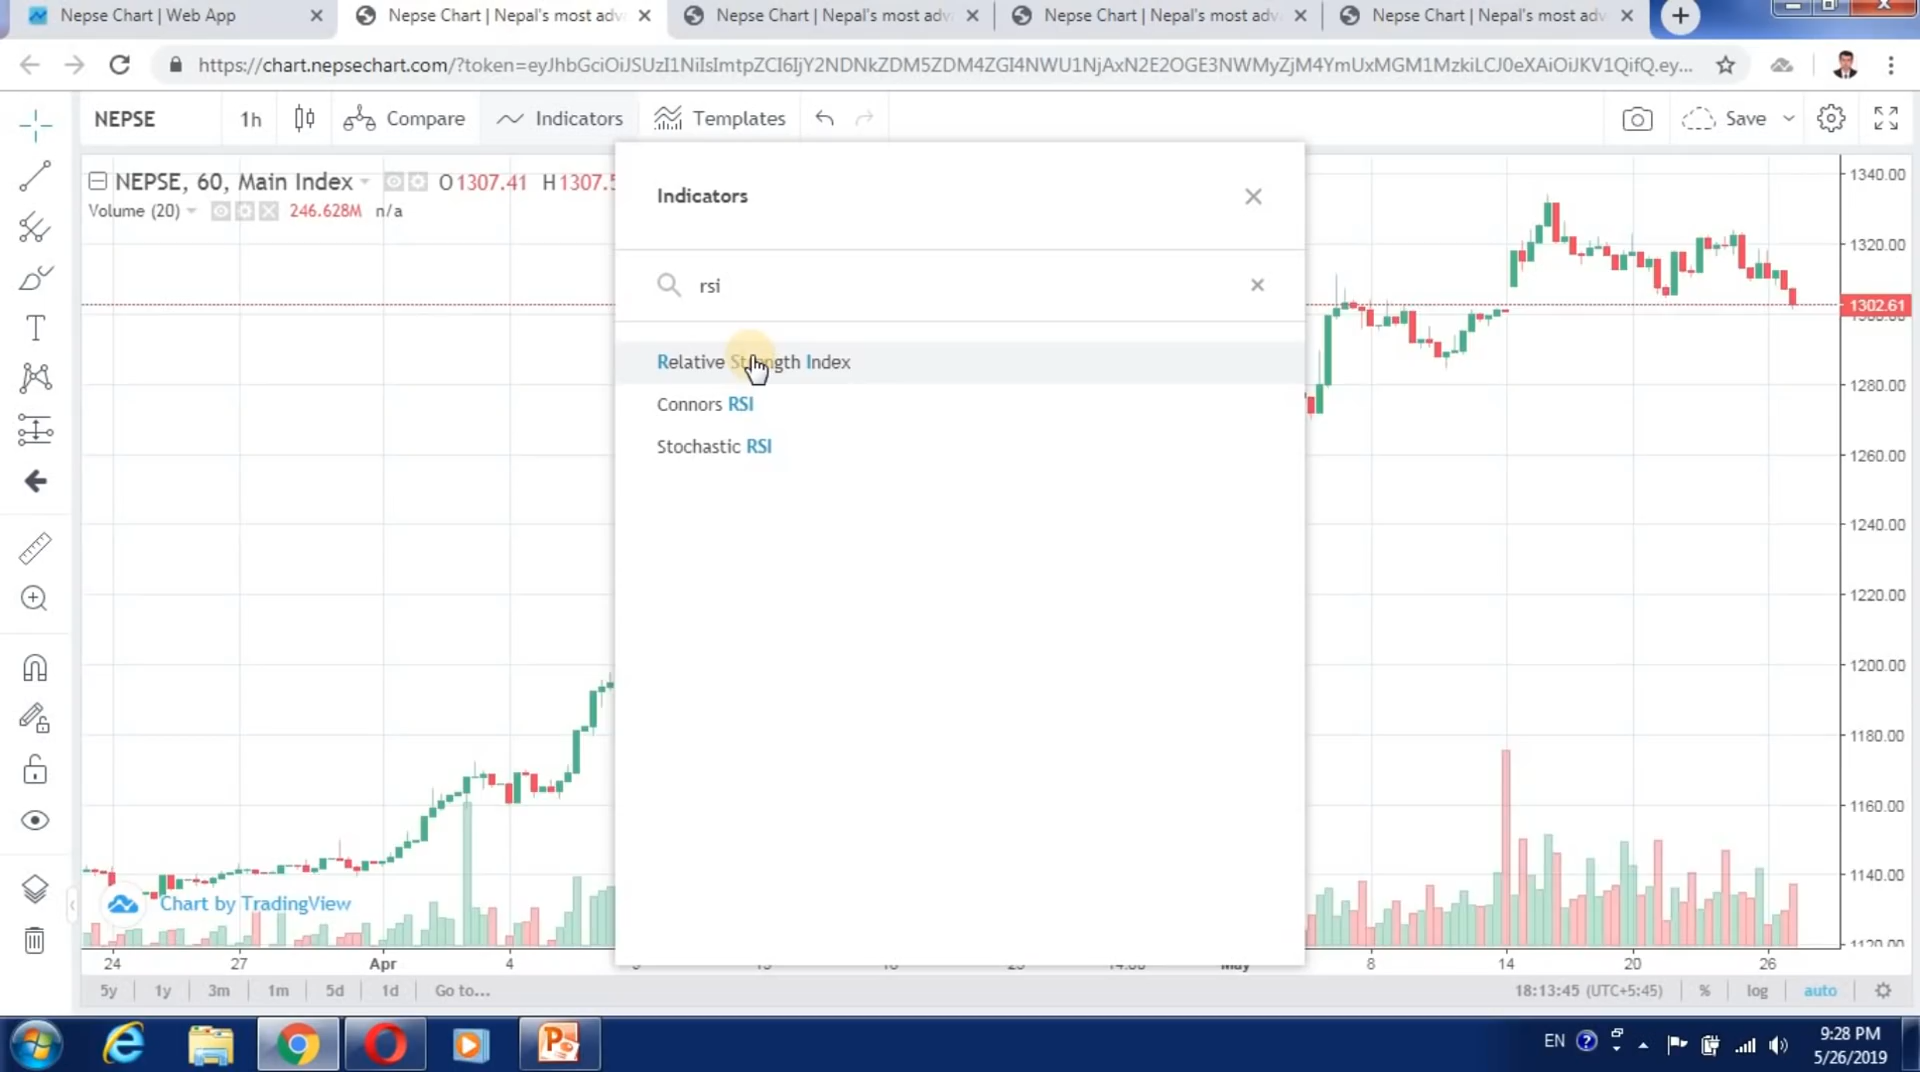 Nepse Chart | Web App
Nepse Chart | Nepal's most adv
Nepse Chart | Nepal's most adv
Nepse Chart | Nepal's most adv
Nepse Chart | Nepal's most adv
https://chart.nepsechart.com/?token=eyJhbGciOiJSUzI1NiIsImtpZCI6IjY2NDNkZDM5ZDM4ZGI4NWU1NjAxN2E2OGE3NWMyZjM4YmUxMGM1MzkiLCJ0eXAiOiJKV1QifQ.ey...
NEPSE 1h Compare Indicators Templates Save
NEPSE, 60, Main Index O1307.41 H1307.5
Volume (20) 246.628M n/a
Indicators
rsi
Relative Strength Index
Connors RSI
Stochastic RSI
1340.00
1320.00
1302.61
1280.00
1260.00
1240.00
1220.00
1200.00
1180.00
1160.00
1140.00
1120.00
Chart by TradingView
24 27 Apr 4 May 8 14 20 26
5y 1y 3m 1m 5d 1d Go to... 18:13:45 (UTC+5:45) % log auto
EN
9:28 PM
5/26/2019